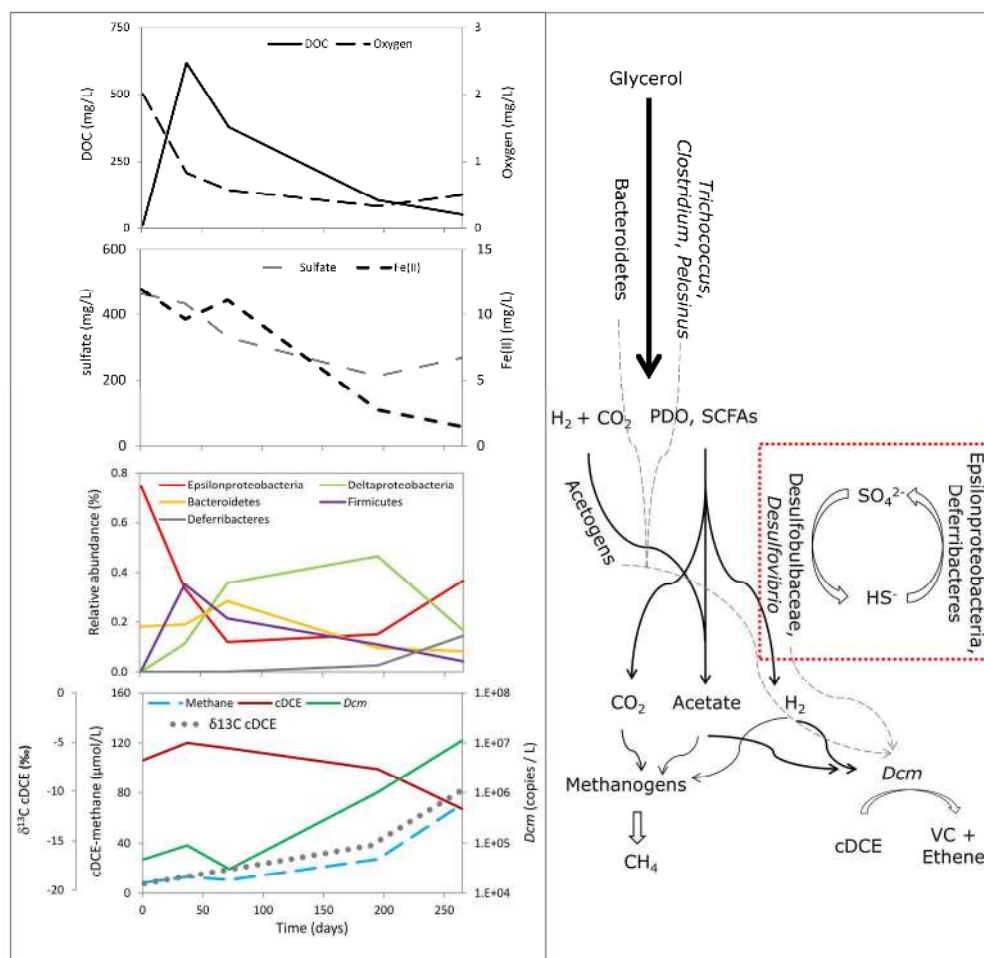 DOC Oxygen
750
500
250
0
DOC (mg/L)
3
2
1
0
Oxygen (mg/L)
Sulfate Fe(II)
600
400
200
0
sulfate (mg/L)
15
10
5
0
Fe(II) (mg/L)
Epsilonproteobacteria Deltaproteobacteria
Bacteroidetes Firmicutes
Deferribacteres
0.8
0.6
0.4
0.2
0.0
Relative abundance (%)
Methane cDCE Dcm
δ13C cDCE
0
-5
-10
-15
-20
δ¹³C cDCE (‰)
160
120
80
40
0
cDCE-methane (µmol/L)
1.E+08
1.E+07
1.E+06
1.E+05
1.E+04
Dcm (copies / L)
0 50 100 150 200 250
Time (days)
Glycerol
Bacteroidetes
Trichococcus,
Clostridium, Pelosinus
H₂ + CO₂ PDO, SCFAs
Acetogens
Desulfobulbaceae,
Desulfovibrio
SO₄²⁻
HS⁻
Epsilonproteobacteria,
Deferribacteres
CO₂ Acetate H₂
Methanogens Dcm
CH₄
cDCE VC +
Ethene